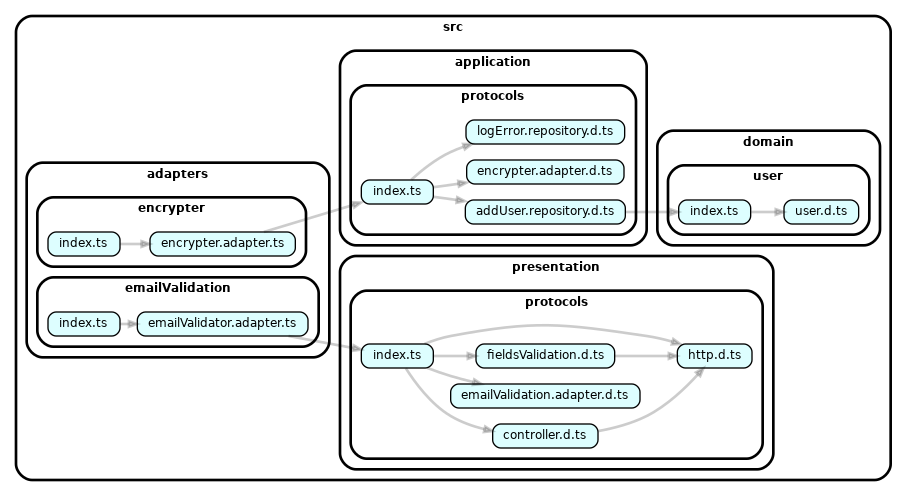 src
adapters
encrypter
index.ts
encrypter.adapter.ts
emailValidation
index.ts
emailValidator.adapter.ts
application
protocols
logError.repository.d.ts
encrypter.adapter.d.ts
index.ts
addUser.repository.d.ts
domain
user
index.ts
user.d.ts
presentation
protocols
index.ts
fieldsValidation.d.ts
http.d.ts
emailValidation.adapter.d.ts
controller.d.ts